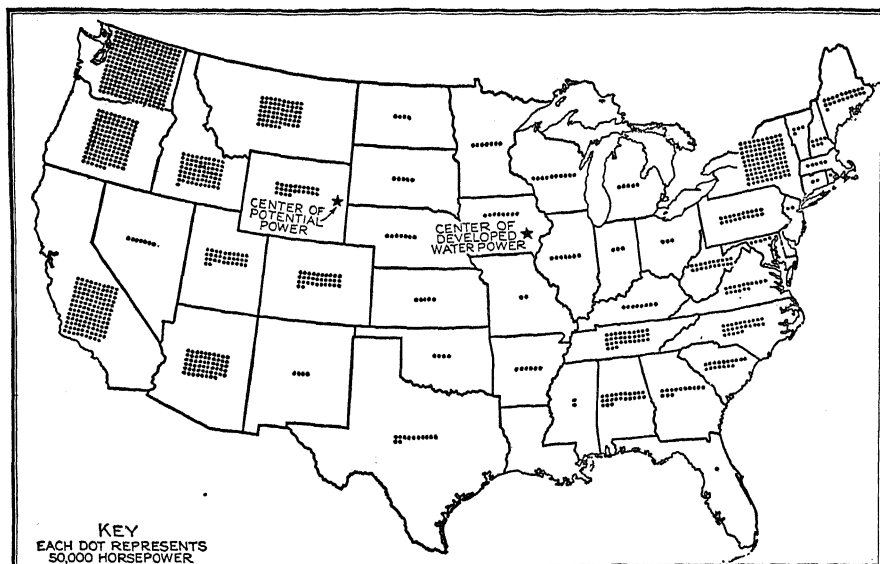 CENTER OF
POTENTIAL
POWER
CENTER OF
DEVELOPED
WATER POWER
KEY
EACH DOT REPRESENTS
50,000 HORSEPOWER